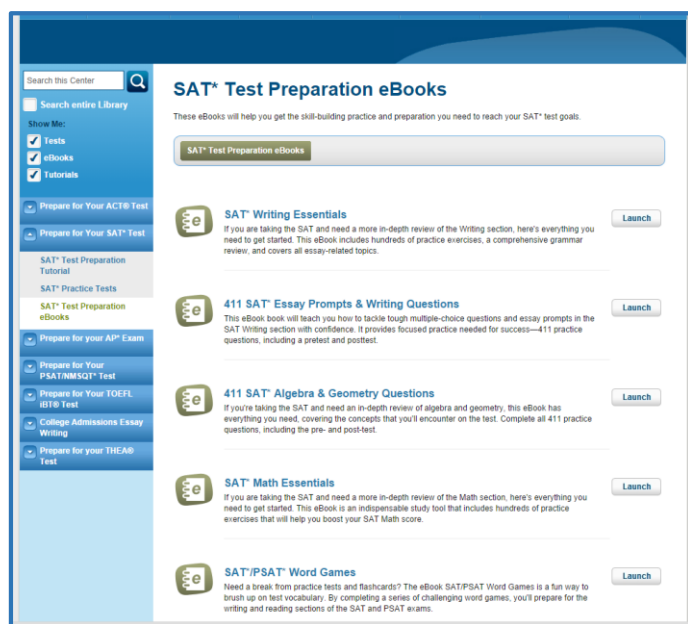 Search this Center
Search entire Library
Show Me:
Tests
eBooks
Tutorials
Prepare for Your ACT® Test
Prepare for Your SAT* Test
SAT* Test Preparation
Tutorial
SAT* Practice Tests
SAT* Test Preparation
eBooks
Prepare for your AP* Exam
Prepare for Your
PSAT/NMSQT* Test
Prepare for Your TOEFL
iBT® Test
College Admissions Essay
Writing
Prepare for your THEA®
Test
SAT* Test Preparation eBooks
These eBooks will help you get the skill-building practice and preparation you need to reach your SAT* test goals.
SAT* Test Preparation eBooks
SAT* Writing Essentials
Launch
If you are taking the SAT and need a more in-depth review of the Writing section, here's everything you
need to get started. This eBook includes hundreds of practice exercises, a comprehensive grammar
review, and covers all essay-related topics.
411 SAT* Essay Prompts & Writing Questions
Launch
This eBook book will teach you how to tackle tough multiple-choice questions and essay prompts in the
SAT Writing section with confidence. It provides focused practice needed for success—411 practice
questions, including a pretest and posttest.
411 SAT* Algebra & Geometry Questions
Launch
If you're taking the SAT and need an in-depth review of algebra and geometry, this eBook has
everything you need, covering the concepts that you'll encounter on the test. Complete all 411 practice
questions, including the pre- and post-test.
SAT* Math Essentials
Launch
If you are taking the SAT and need a more in-depth review of the Math section, here's everything you
need to get started. This eBook is an indispensable study tool that includes hundreds of practice
exercises that will help you boost your SAT Math score.
SAT*/PSAT* Word Games
Launch
Need a break from practice tests and flashcards? The eBook SAT/PSAT Word Games is a fun way to
brush up on test vocabulary. By completing a series of challenging word games, you'll prepare for the
writing and reading sections of the SAT and PSAT exams.